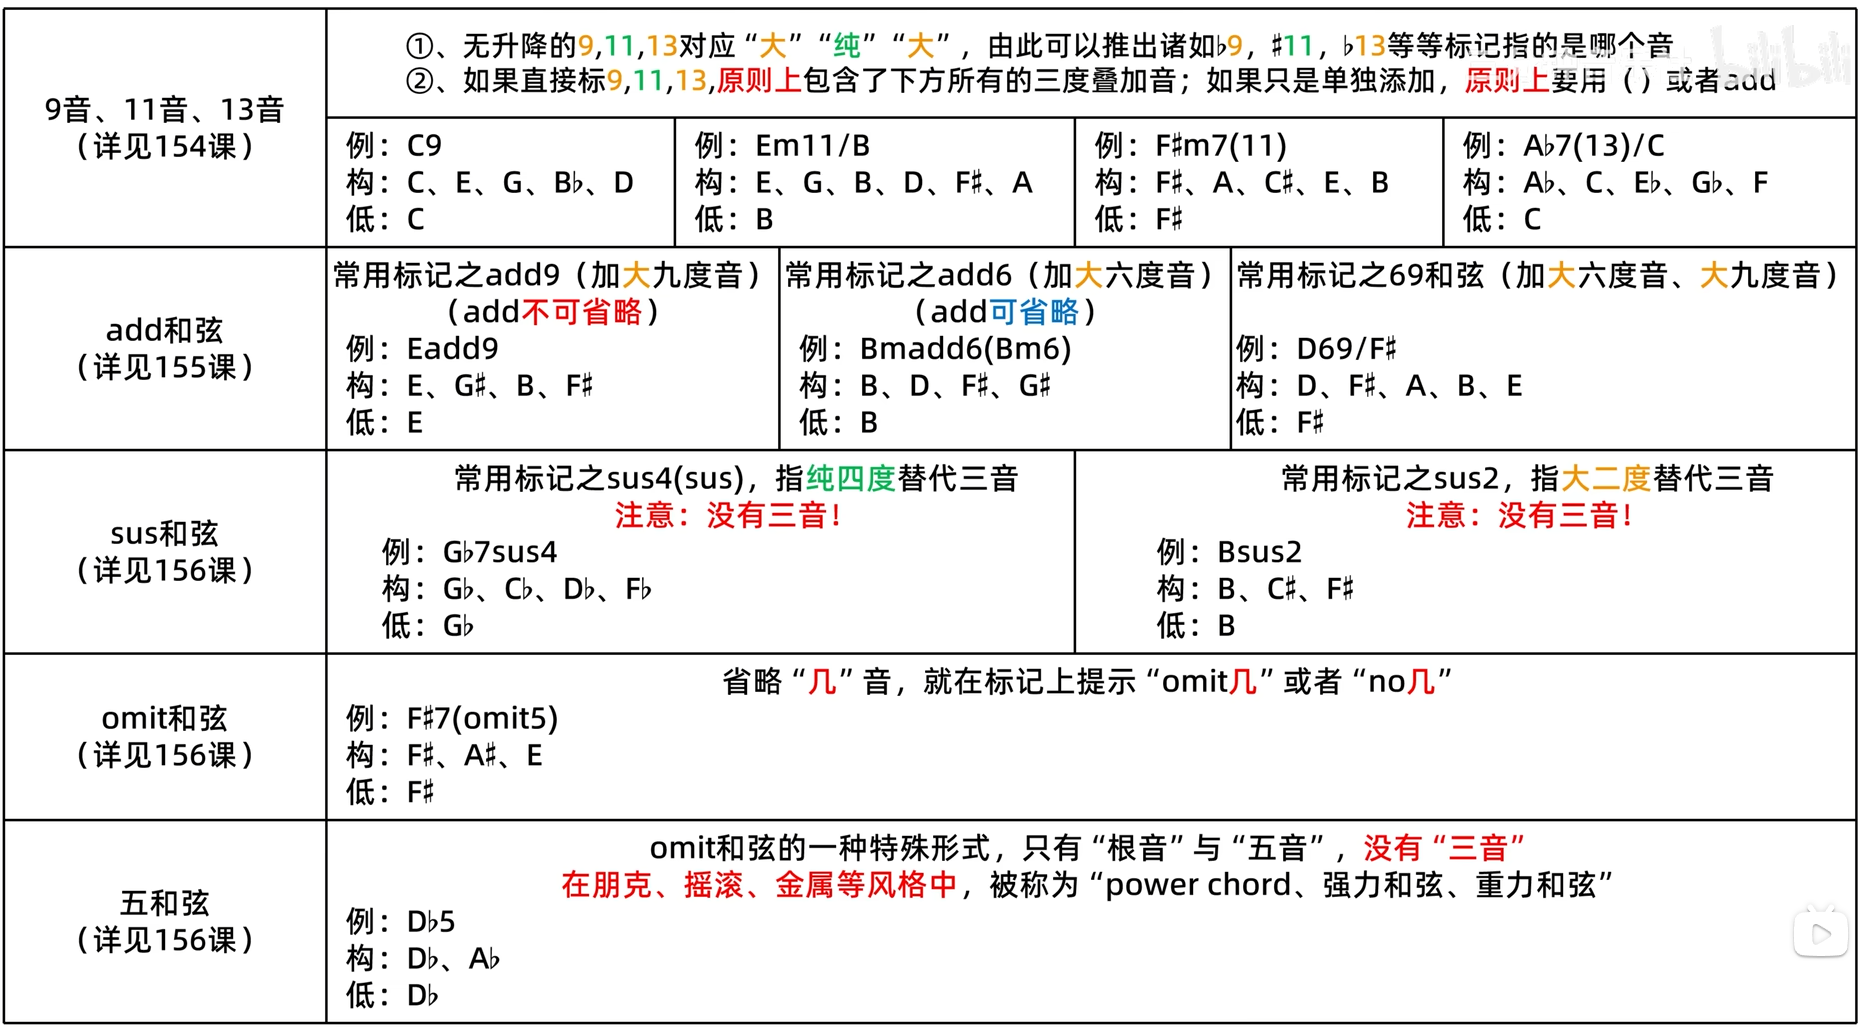 9音、11音、13音
（详见154课）
①、无升降的9,11,13对应“大”“纯”“大”，由此可以推出诸如♭9，♯11，♭13等等标记指的是哪个音
②、如果直接标9,11,13,原则上包含了下方所有的三度叠加音；如果只是单独添加，原则上要用（）或者add
例：C9
构：C、E、G、B♭、D
低：C
例：Em11/B
构：E、G、B、D、F♯、A
低：B
例：F♯m7(11)
构：F♯、A、C♯、E、B
低：F♯
例：A♭7(13)/C
构：A♭、C、E♭、G♭、F
低：C
add和弦
（详见155课）
常用标记之add9（加大九度音）
（add不可省略）
例：Eadd9
构：E、G♯、B、F♯
低：E
常用标记之add6（加大六度音）
（add可省略）
例：Bmadd6(Bm6)
构：B、D、F♯、G♯
低：B
常用标记之69和弦（加大六度音、大九度音）
例：D69/F♯
构：D、F♯、A、B、E
低：F♯
sus和弦
（详见156课）
常用标记之sus4(sus)，指纯四度替代三音
注意：没有三音！
例：G♭7sus4
构：G♭、C♭、D♭、F♭
低：G♭
常用标记之sus2，指大二度替代三音
注意：没有三音！
例：Bsus2
构：B、C♯、F♯
低：B
omit和弦
（详见156课）
省略“几”音，就在标记上提示“omit几”或者“no几”
例：F♯7(omit5)
构：F♯、A♯、E
低：F♯
五和弦
（详见156课）
omit和弦的一种特殊形式，只有“根音”与“五音”，没有“三音”
在朋克、摇滚、金属等风格中，被称为“power chord、强力和弦、重力和弦”
例：D♭5
构：D♭、A♭
低：D♭
bilibili